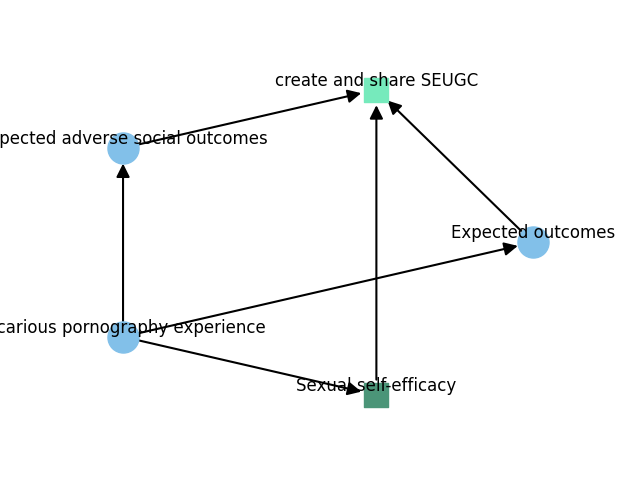 create and share SEUGC
pected adverse social outcomes
Expected outcomes
carious pornography experience
Sexual self-efficacy